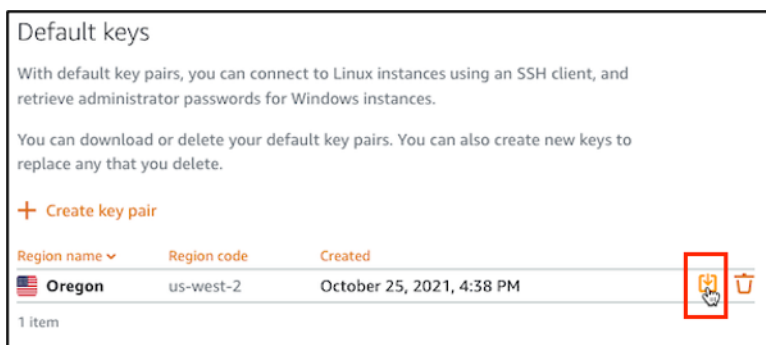 Default keys
With default key pairs, you can connect to Linux instances using an SSH client, and
retrieve administrator passwords for Windows instances.
You can download or delete your default key pairs. You can also create new keys to
replace any that you delete.
+ Create key pair
Region name Region code Created
Oregon us-west-2 October 25, 2021, 4:38 PM
1 item